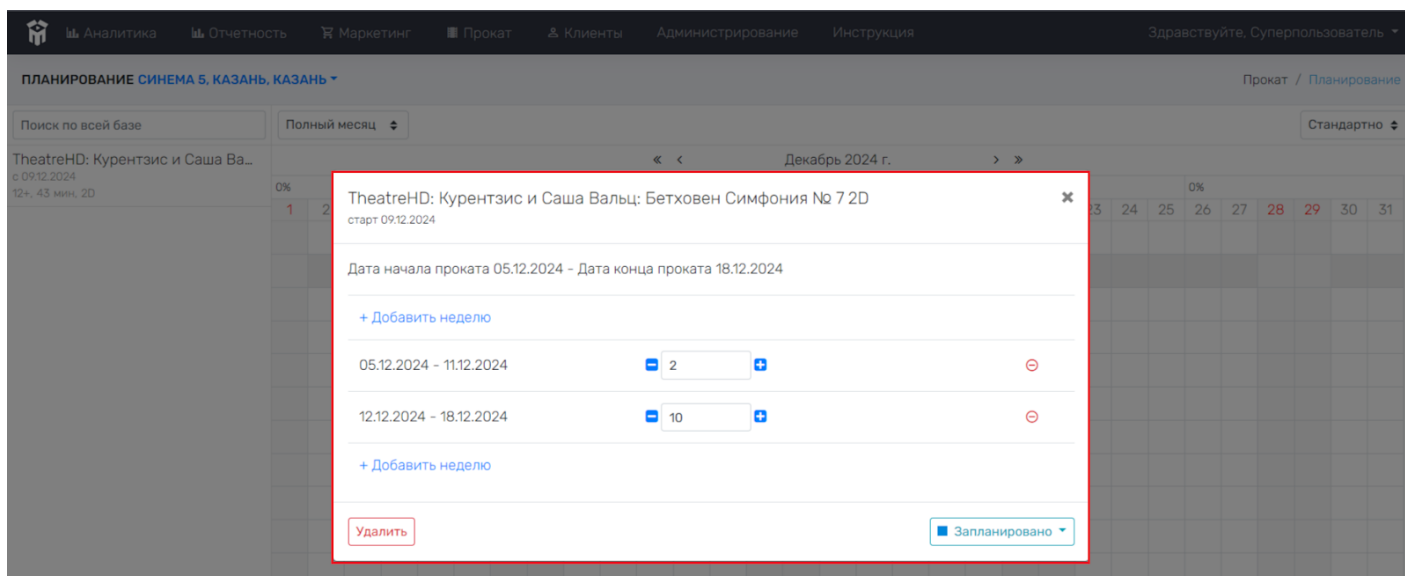 Аналитика Отчетность Маркетинг Прокат Клиенты Администрирование Инструкция Здравствуйте, Суперпользователь
ПЛАНИРОВАНИЕ СИНЕМА 5, КАЗАНЬ, КАЗАНЬ Прокат / Планирование
Поиск по всей базе Полный месяц Стандартно
TheatreHD: Курентзис и Саша Ва... « < Декабрь 2024 г. > »
с 09.12.2024
12+, 43 мин, 2D 0% 0%
1 2 23 24 25 26 27 28 29 30 31
TheatreHD: Курентзис и Саша Вальц: Бетховен Симфония № 7 2D
старт 09.12.2024
Дата начала проката 05.12.2024 - Дата конца проката 18.12.2024
+ Добавить неделю
05.12.2024 - 11.12.2024 2
12.12.2024 - 18.12.2024 10
+ Добавить неделю
Удалить Запланировано